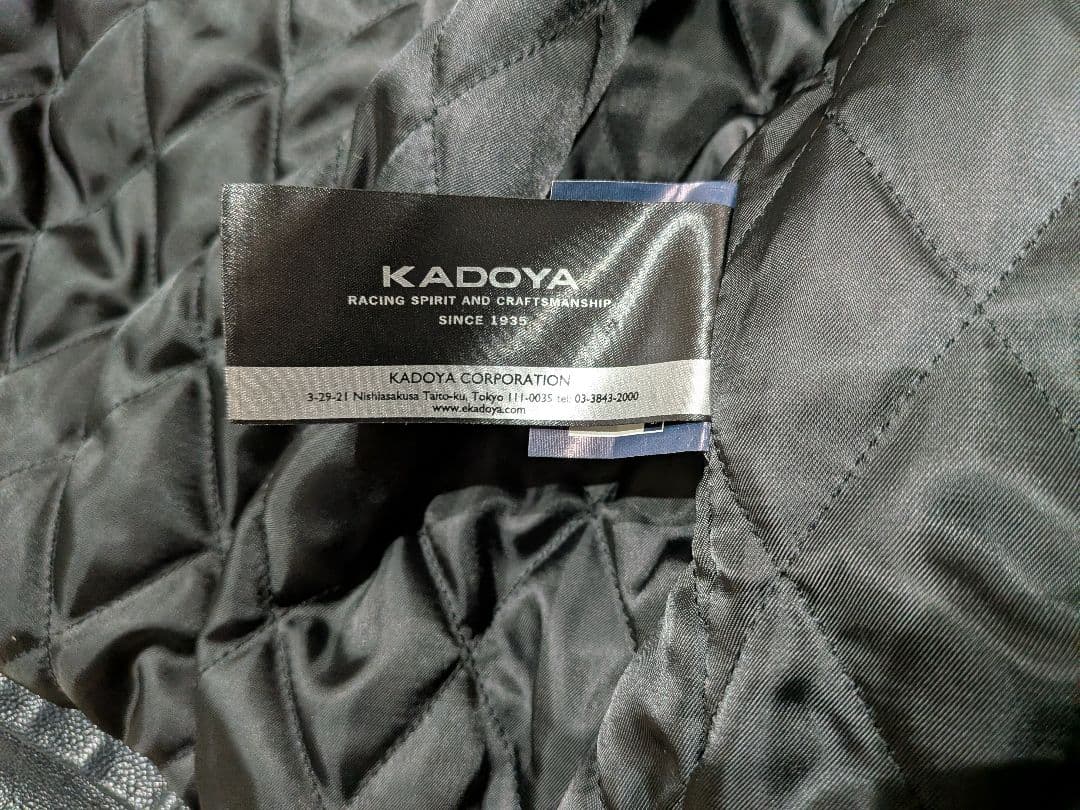 KADOYA
RACING SPIRIT AND CRAFTSMANSHIP
SINCE 1935
KADOYA CORPORATION
3-29-21 Nishiasakusa Taito-ku, Tokyo 111-0035 tel: 03-3843-2000
www.ekadoya.com